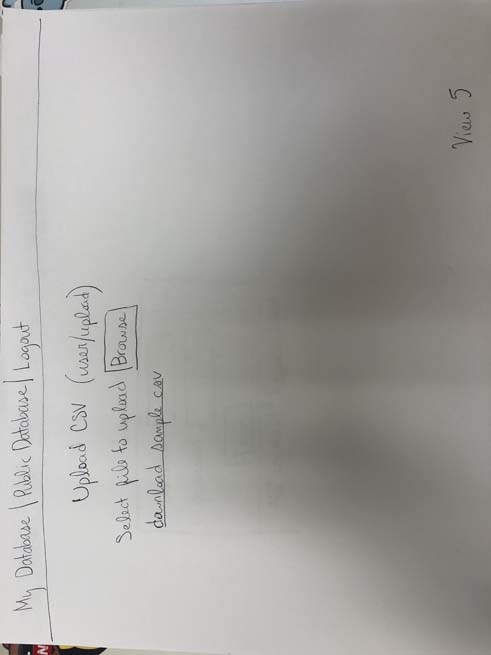 My Database | Public Database | Logout
Upload CSV (user/upload)
Select file to upload Browse
download sample csv
View 5